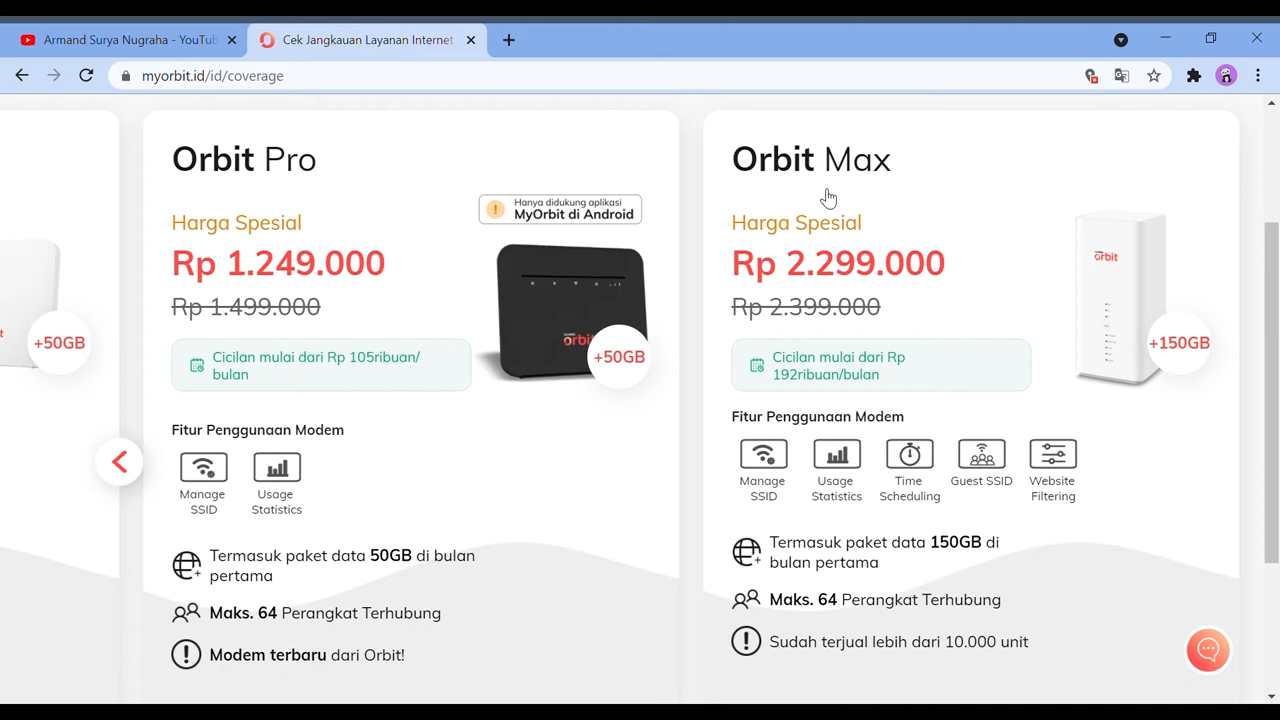 Armand Surya Nugraha - YouTub
Cek Jangkauan Layanan Internet
myorbit.id/id/coverage
+50GB
Orbit Pro
Hanya didukung aplikasi
MyOrbit di Android
Harga Spesial
Rp 1.249.000
Rp 1.499.000
orbi
+50GB
Cicilan mulai dari Rp 105ribuan/
bulan
Fitur Penggunaan Modem
Manage
SSID
Usage
Statistics
Termasuk paket data 50GB di bulan
pertama
Maks. 64 Perangkat Terhubung
Modem terbaru dari Orbit!
Orbit Max
Harga Spesial
Rp 2.299.000
Rp 2.399.000
orbit
+150GB
Cicilan mulai dari Rp
192ribuan/bulan
Fitur Penggunaan Modem
Manage
SSID
Usage
Statistics
Time
Scheduling
Guest SSID
Website
Filtering
Termasuk paket data 150GB di
bulan pertama
Maks. 64 Perangkat Terhubung
Sudah terjual lebih dari 10.000 unit